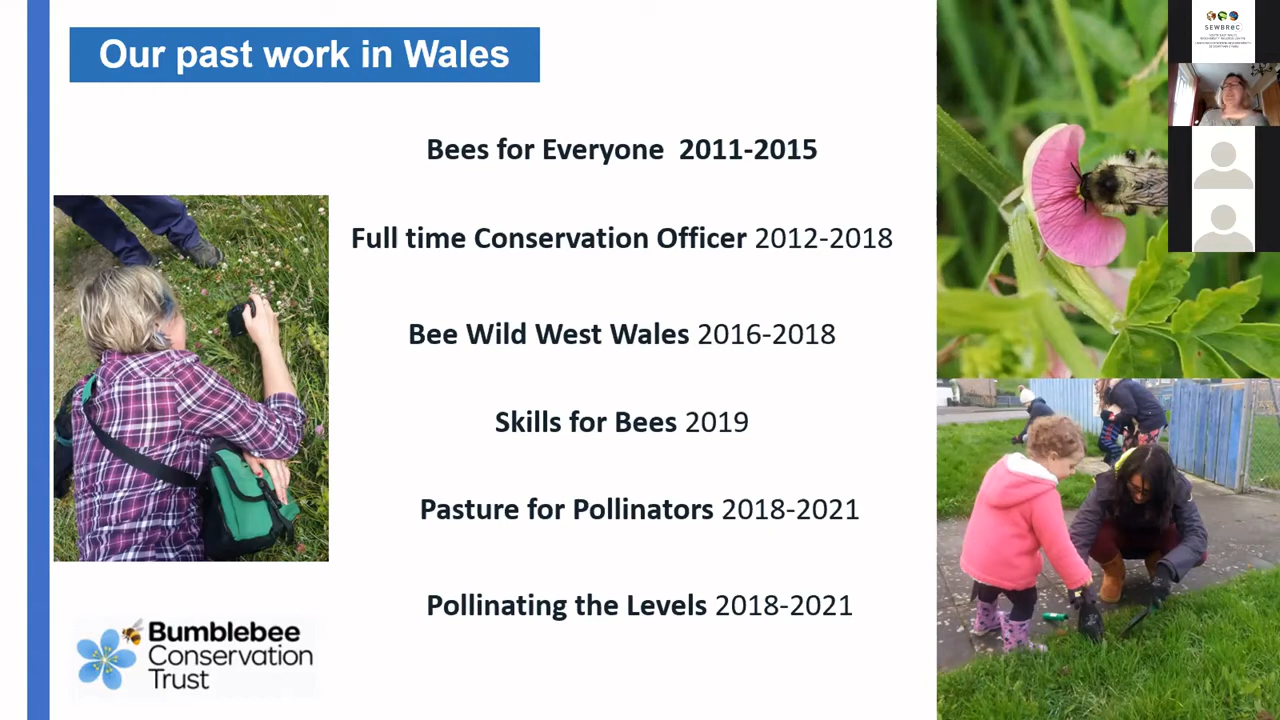 Our past work in Wales
Bees for Everyone 2011-2015
Full time Conservation Officer 2012-2018
Bee Wild West Wales 2016-2018
Skills for Bees 2019
Pasture for Pollinators 2018-2021
Pollinating the Levels 2018-2021
Bumblebee
Conservation
Trust
SEWBReC